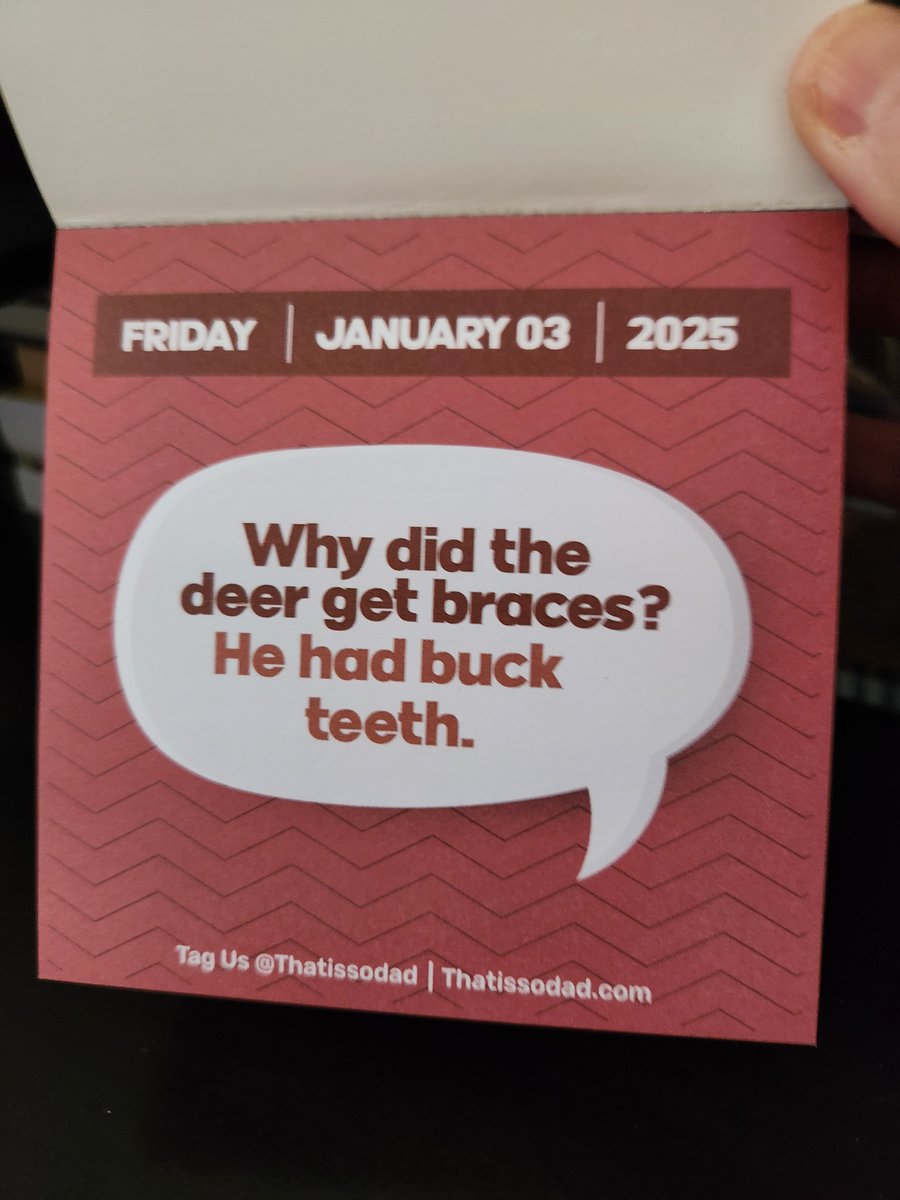 FRIDAY | JANUARY 03 | 2025
Why did the
deer get braces?
He had buck
teeth.
Tag Us @Thatissodad | Thatissodad.com